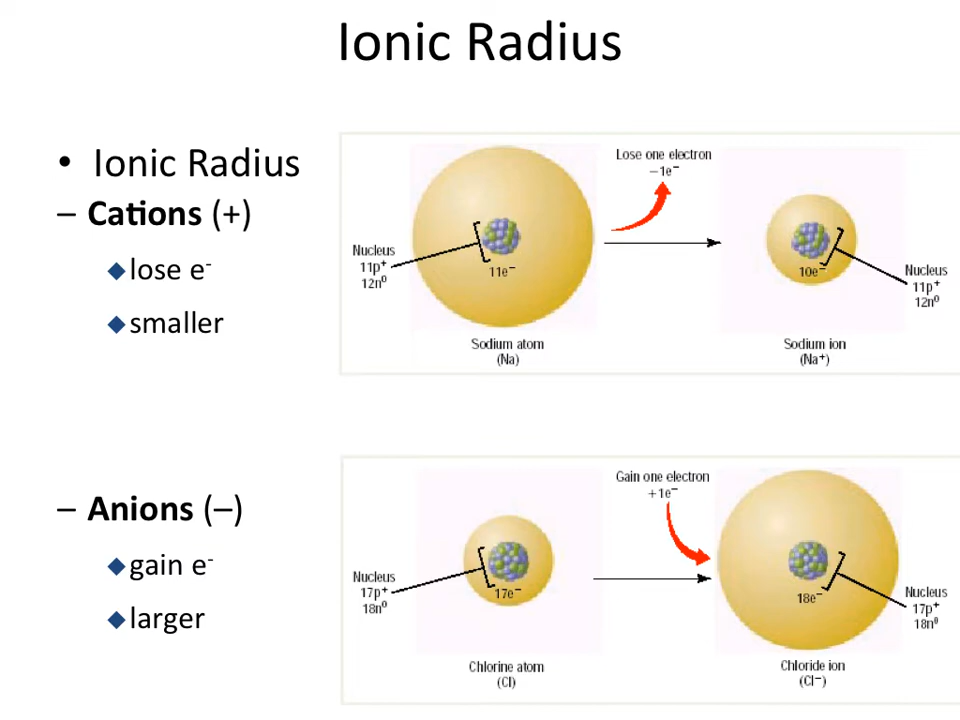 Ionic Radius
• Ionic Radius
– Cations (+)
◆lose e⁻
◆smaller
Lose one electron
−1e⁻
Nucleus
11p⁺
12n⁰
11e⁻
10e⁻
Nucleus
11p⁺
12n⁰
Sodium atom
(Na)
Sodium ion
(Na⁺)
– Anions (–)
◆gain e⁻
◆larger
Gain one electron
+1e⁻
Nucleus
17p⁺
18n⁰
17e⁻
18e⁻
Nucleus
17p⁺
18n⁰
Chlorine atom
(Cl)
Chloride ion
(Cl⁻)